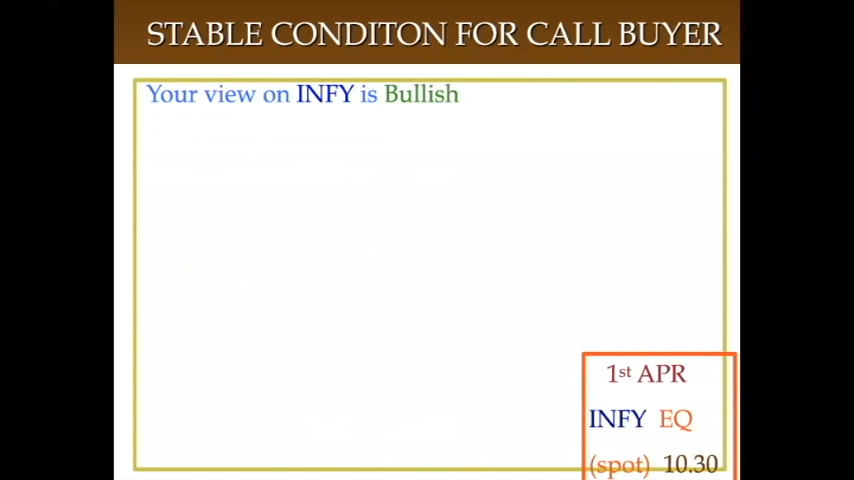 STABLE CONDITON FOR CALL BUYER
Your view on INFY is Bullish
1st APR
INFY EQ
(spot) 10.30